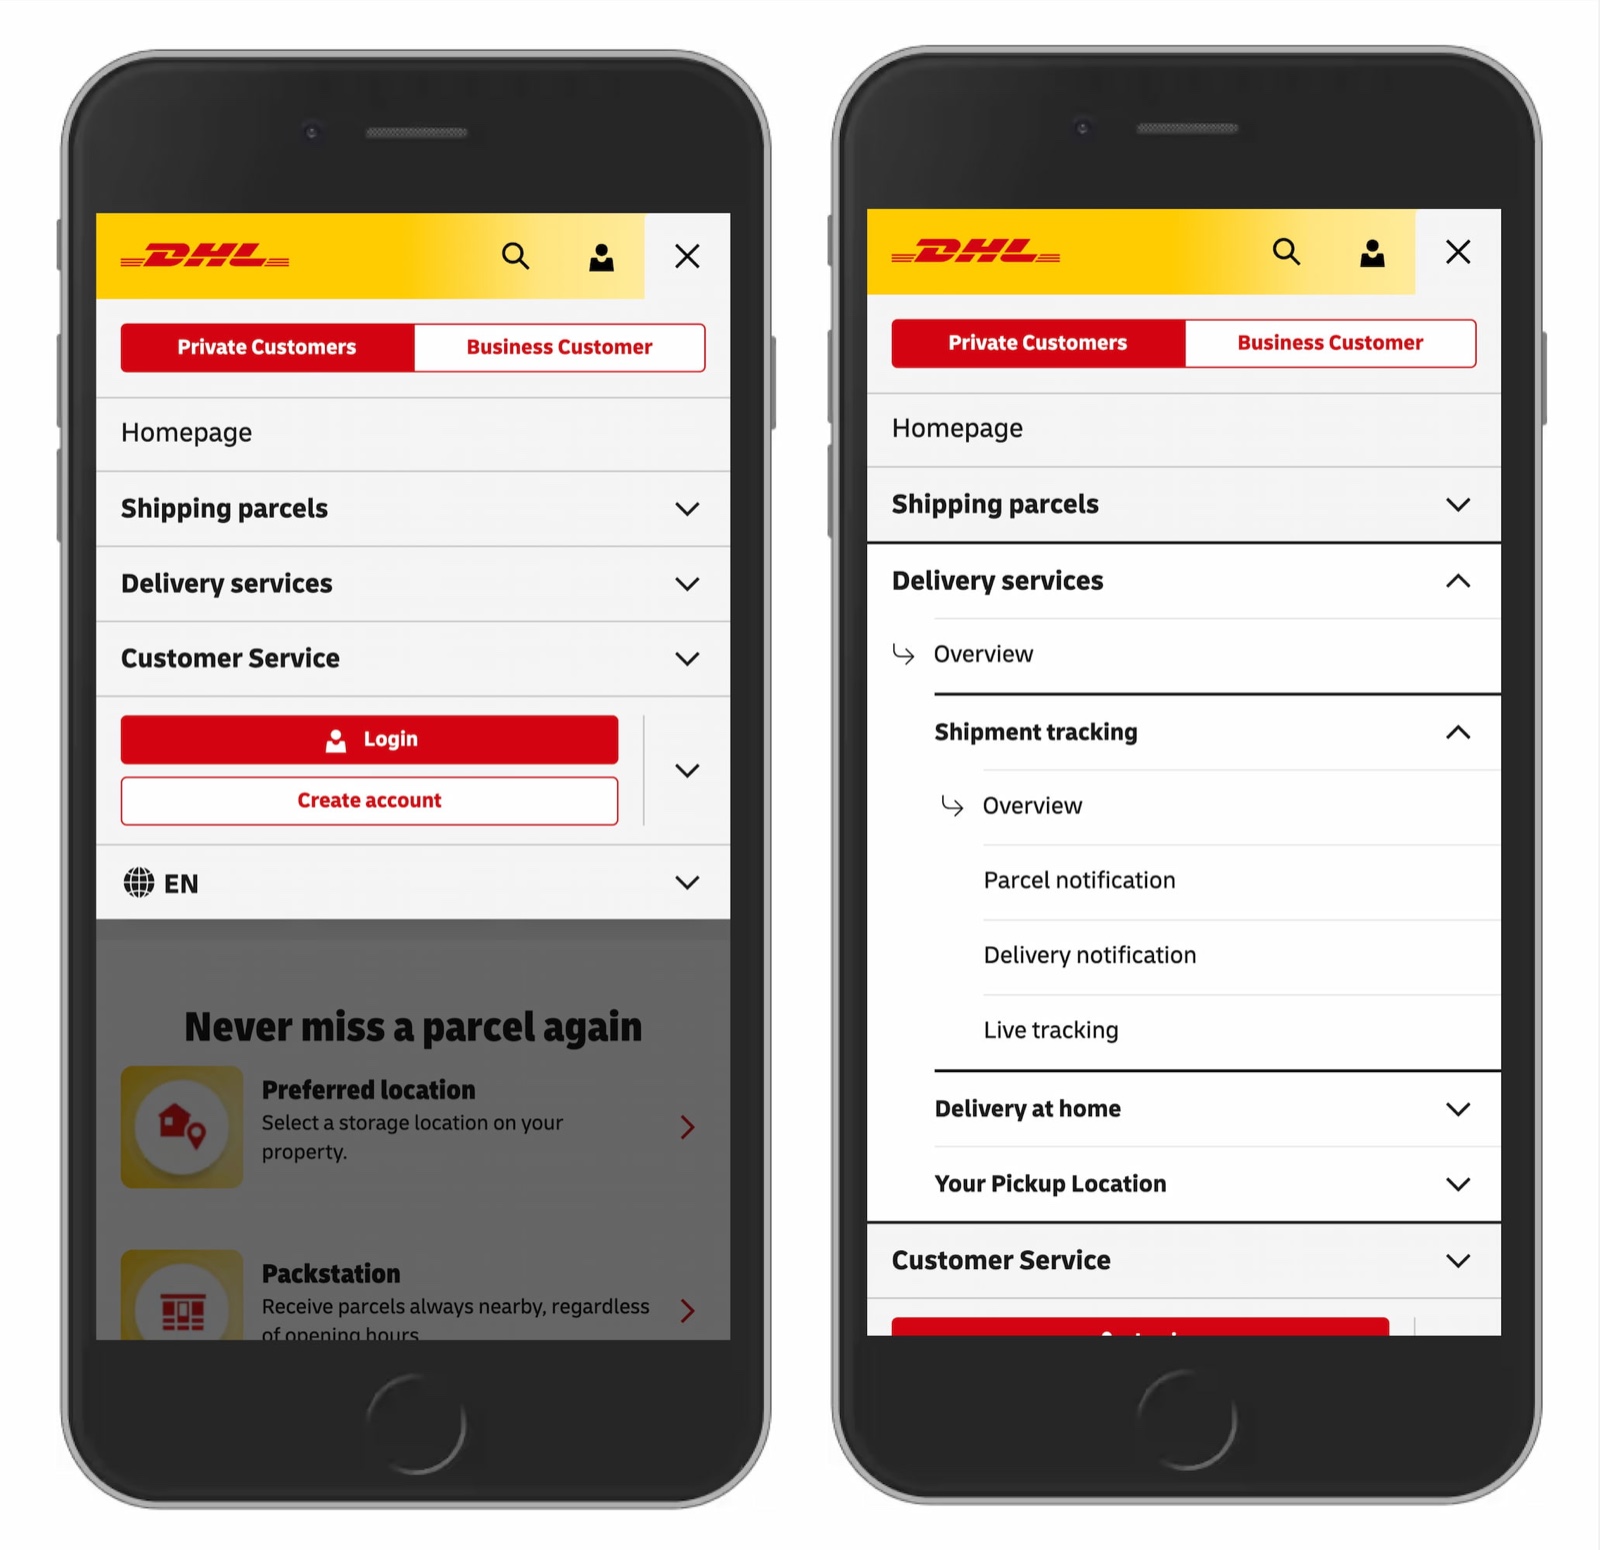 DHL
Private Customers
Business Customer
Homepage
Shipping parcels
Delivery services
Customer Service
Login
Create account
EN
Never miss a parcel again
Preferred location
Select a storage location on your
property.
Packstation
Receive parcels always nearby, regardless
of opening hours
DHL
Private Customers
Business Customer
Homepage
Shipping parcels
Delivery services
Overview
Shipment tracking
Overview
Parcel notification
Delivery notification
Live tracking
Delivery at home
Your Pickup Location
Customer Service